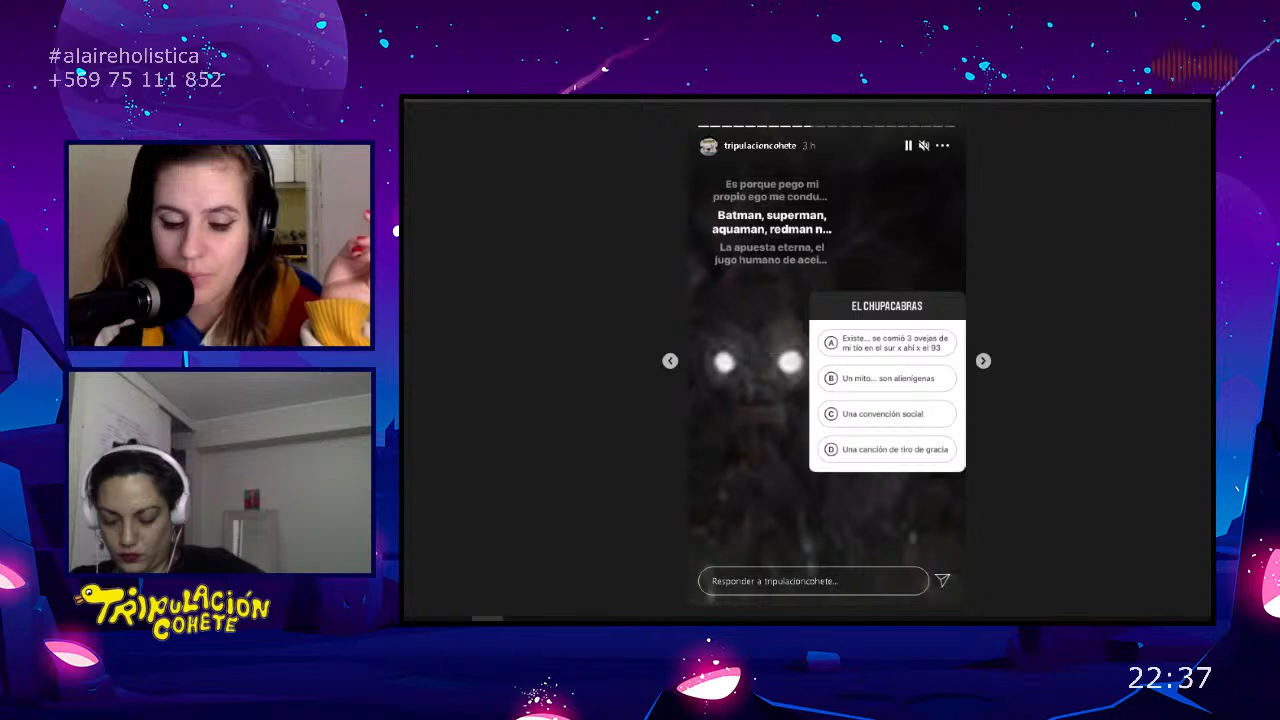 #alaireholistica
+569 75 111 852
tripulacioncohete 3 h
Es porque pego mi
propio ego me condu...
Batman, superman,
aquaman, redman n...
La apuesta eterna, el
jugo humano de acei...
EL CHUPACABRAS
A Existe... se comió 3 ovejas de
mi tío en el sur x ahí x el 93
B Un mito... son alienígenas
C Una convención social
D Una canción de tiro de gracia
Responder a tripulacioncohete...
TRIPULACIÓN
COHETE
22:37